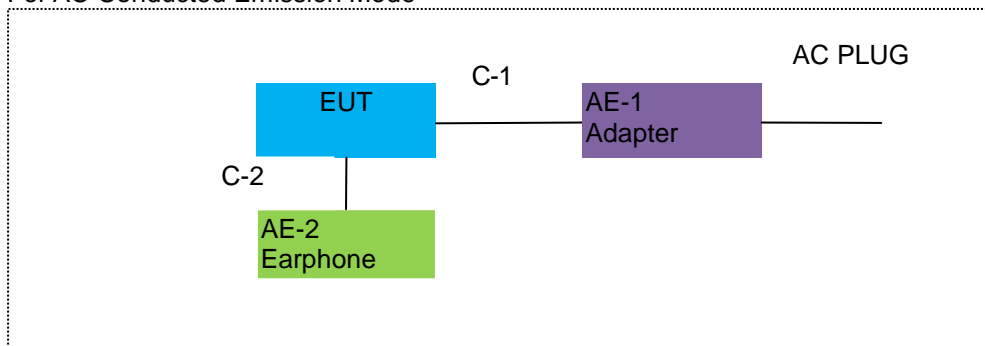 For AC Conducted Emission Mode
AC PLUG
C-1
EUT
AE-1
Adapter
C-2
AE-2
Earphone